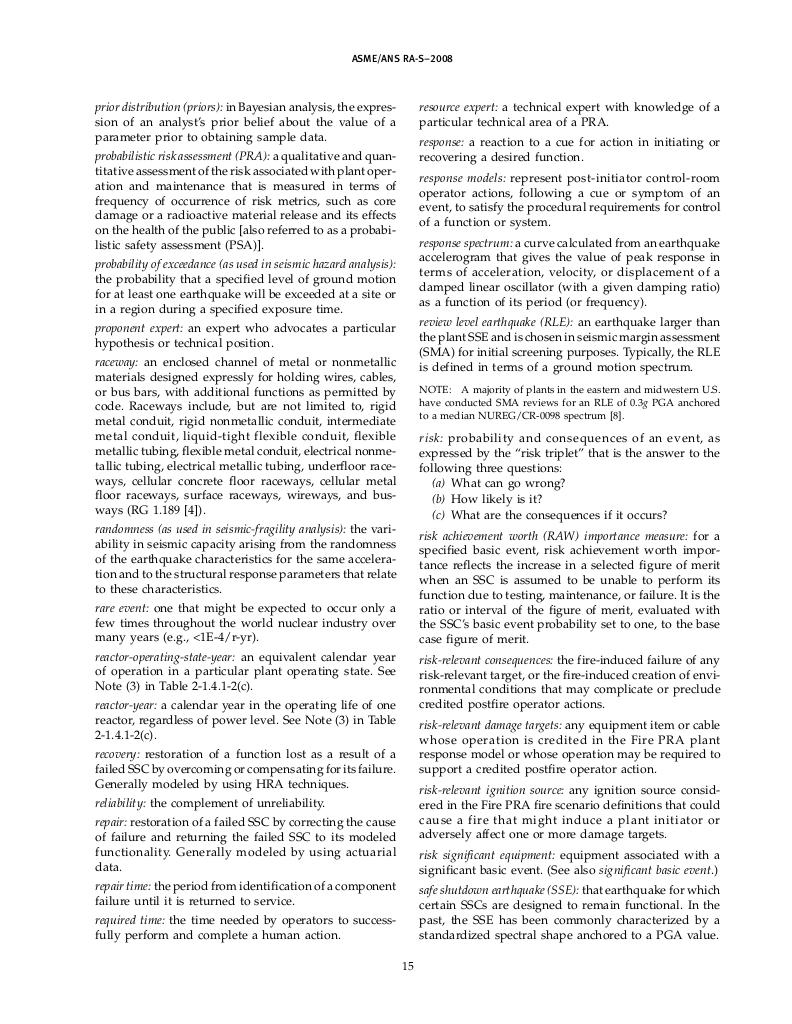 ASME/ANS RA-S–2008
prior distribution (priors): in Bayesian analysis, the expres-
sion of an analyst's prior belief about the value of a
parameter prior to obtaining sample data.
probabilistic risk assessment (PRA): a qualitative and quan-
titative assessment of the risk associated with plant oper-
ation and maintenance that is measured in terms of
frequency of occurrence of risk metrics, such as core
damage or a radioactive material release and its effects
on the health of the public [also referred to as a probabi-
listic safety assessment (PSA)].
probability of exceedance (as used in seismic hazard analysis):
the probability that a specified level of ground motion
for at least one earthquake will be exceeded at a site or
in a region during a specified exposure time.
proponent expert: an expert who advocates a particular
hypothesis or technical position.
raceway: an enclosed channel of metal or nonmetallic
materials designed expressly for holding wires, cables,
or bus bars, with additional functions as permitted by
code. Raceways include, but are not limited to, rigid
metal conduit, rigid nonmetallic conduit, intermediate
metal conduit, liquid-tight flexible conduit, flexible
metallic tubing, flexible metal conduit, electrical nonme-
tallic tubing, electrical metallic tubing, underfloor race-
ways, cellular concrete floor raceways, cellular metal
floor raceways, surface raceways, wireways, and bus-
ways (RG 1.189 [4]).
randomness (as used in seismic-fragility analysis): the vari-
ability in seismic capacity arising from the randomness
of the earthquake characteristics for the same accelera-
tion and to the structural response parameters that relate
to these characteristics.
rare event: one that might be expected to occur only a
few times throughout the world nuclear industry over
many years (e.g., <1E-4/r-yr).
reactor-operating-state-year: an equivalent calendar year
of operation in a particular plant operating state. See
Note (3) in Table 2-1.4.1-2(c).
reactor-year: a calendar year in the operating life of one
reactor, regardless of power level. See Note (3) in Table
2-1.4.1-2(c).
recovery: restoration of a function lost as a result of a
failed SSC by overcoming or compensating for its failure.
Generally modeled by using HRA techniques.
reliability: the complement of unreliability.
repair: restoration of a failed SSC by correcting the cause
of failure and returning the failed SSC to its modeled
functionality. Generally modeled by using actuarial
data.
repair time: the period from identification of a component
failure until it is returned to service.
required time: the time needed by operators to success-
fully perform and complete a human action.
resource expert: a technical expert with knowledge of a
particular technical area of a PRA.
response: a reaction to a cue for action in initiating or
recovering a desired function.
response models: represent post-initiator control-room
operator actions, following a cue or symptom of an
event, to satisfy the procedural requirements for control
of a function or system.
response spectrum: a curve calculated from an earthquake
accelerogram that gives the value of peak response in
terms of acceleration, velocity, or displacement of a
damped linear oscillator (with a given damping ratio)
as a function of its period (or frequency).
review level earthquake (RLE): an earthquake larger than
the plant SSE and is chosen in seismic margin assessment
(SMA) for initial screening purposes. Typically, the RLE
is defined in terms of a ground motion spectrum.
NOTE: A majority of plants in the eastern and midwestern U.S.
have conducted SMA reviews for an RLE of 0.3g PGA anchored
to a median NUREG/CR-0098 spectrum [8].
risk: probability and consequences of an event, as
expressed by the "risk triplet" that is the answer to the
following three questions:
(a) What can go wrong?
(b) How likely is it?
(c) What are the consequences if it occurs?
risk achievement worth (RAW) importance measure: for a
specified basic event, risk achievement worth impor-
tance reflects the increase in a selected figure of merit
when an SSC is assumed to be unable to perform its
function due to testing, maintenance, or failure. It is the
ratio or interval of the figure of merit, evaluated with
the SSC's basic event probability set to one, to the base
case figure of merit.
risk-relevant consequences: the fire-induced failure of any
risk-relevant target, or the fire-induced creation of envi-
ronmental conditions that may complicate or preclude
credited postfire operator actions.
risk-relevant damage targets: any equipment item or cable
whose operation is credited in the Fire PRA plant
response model or whose operation may be required to
support a credited postfire operator action.
risk-relevant ignition source: any ignition source consid-
ered in the Fire PRA fire scenario definitions that could
cause a fire that might induce a plant initiator or
adversely affect one or more damage targets.
risk significant equipment: equipment associated with a
significant basic event. (See also significant basic event.)
safe shutdown earthquake (SSE): that earthquake for which
certain SSCs are designed to remain functional. In the
past, the SSE has been commonly characterized by a
standardized spectral shape anchored to a PGA value.
15